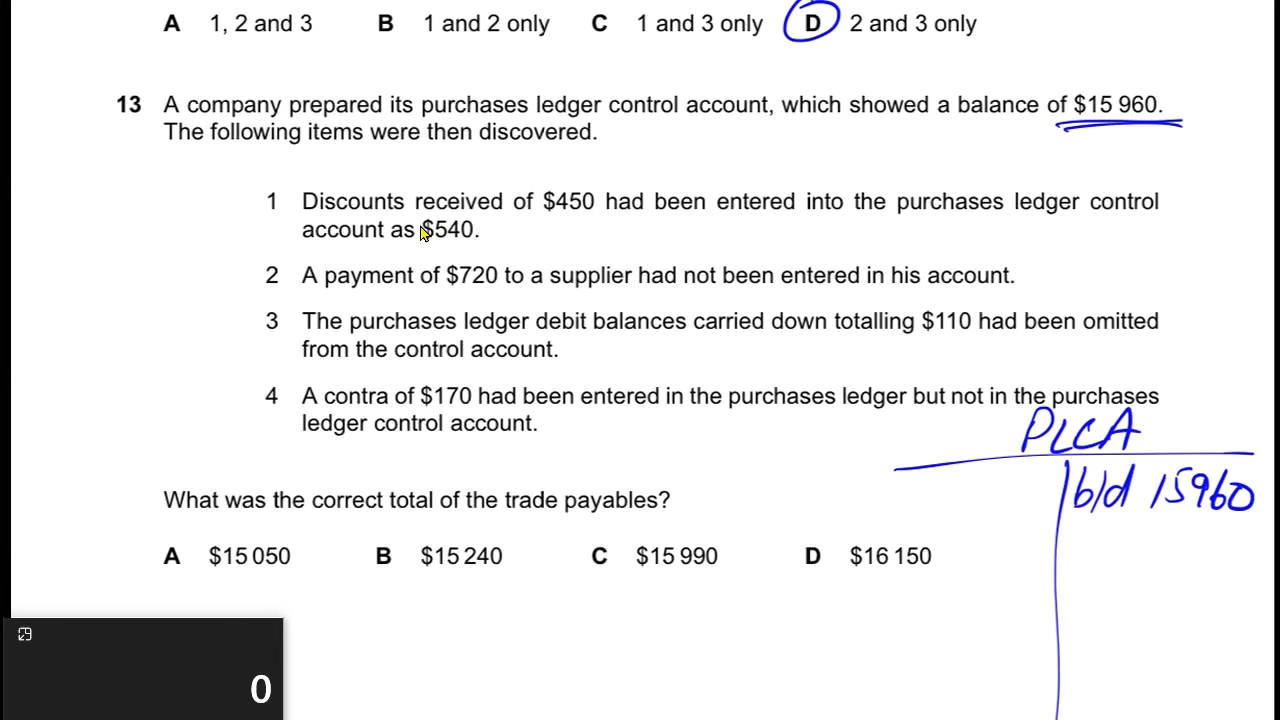 A 1, 2 and 3 B 1 and 2 only C 1 and 3 only D 2 and 3 only
13 A company prepared its purchases ledger control account, which showed a balance of $15 960.
The following items were then discovered.
1 Discounts received of $450 had been entered into the purchases ledger control
account as $540.
2 A payment of $720 to a supplier had not been entered in his account.
3 The purchases ledger debit balances carried down totalling $110 had been omitted
from the control account.
4 A contra of $170 had been entered in the purchases ledger but not in the purchases
ledger control account.
PLCA
b/d 15960
What was the correct total of the trade payables?
A $15 050 B $15 240 C $15 990 D $16 150
0